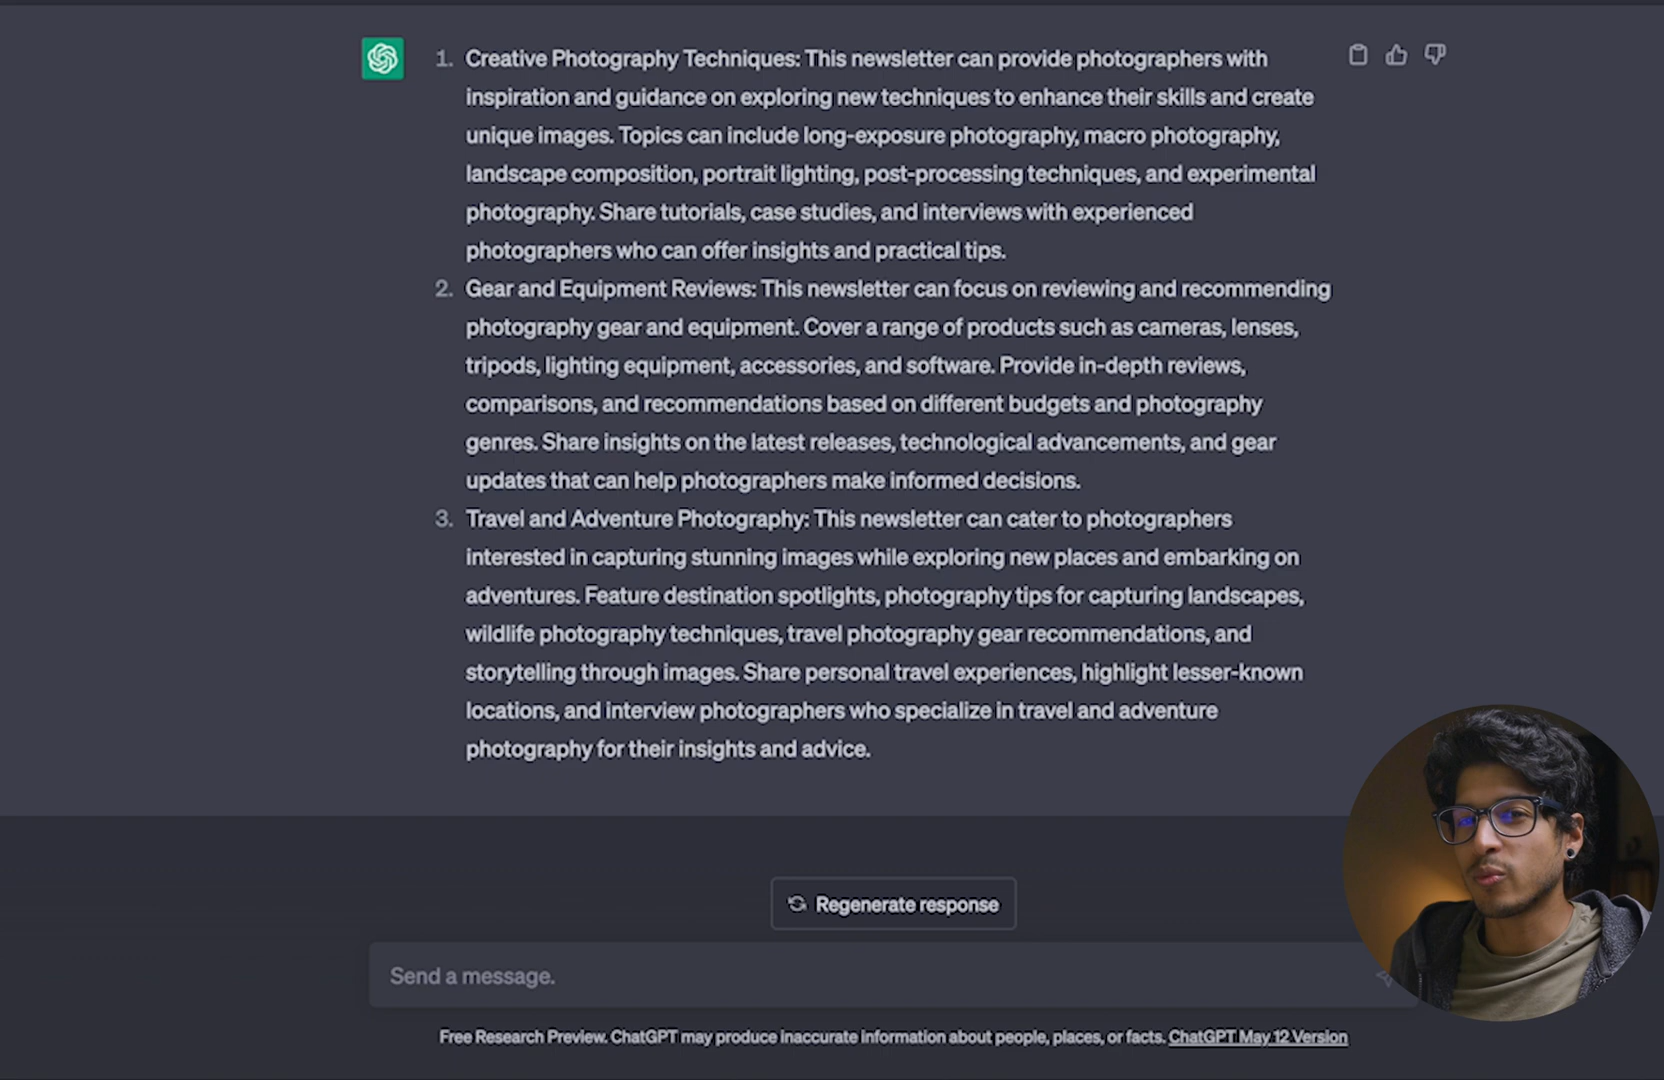 1. Creative Photography Techniques: This newsletter can provide photographers with
inspiration and guidance on exploring new techniques to enhance their skills and create
unique images. Topics can include long-exposure photography, macro photography,
landscape composition, portrait lighting, post-processing techniques, and experimental
photography. Share tutorials, case studies, and interviews with experienced
photographers who can offer insights and practical tips.
2. Gear and Equipment Reviews: This newsletter can focus on reviewing and recommending
photography gear and equipment. Cover a range of products such as cameras, lenses,
tripods, lighting equipment, accessories, and software. Provide in-depth reviews,
comparisons, and recommendations based on different budgets and photography
genres. Share insights on the latest releases, technological advancements, and gear
updates that can help photographers make informed decisions.
3. Travel and Adventure Photography: This newsletter can cater to photographers
interested in capturing stunning images while exploring new places and embarking on
adventures. Feature destination spotlights, photography tips for capturing landscapes,
wildlife photography techniques, travel photography gear recommendations, and
storytelling through images. Share personal travel experiences, highlight lesser-known
locations, and interview photographers who specialize in travel and adventure
photography for their insights and advice.
Regenerate response
Send a message.
Free Research Preview. ChatGPT may produce inaccurate information about people, places, or facts. ChatGPT May 12 Version